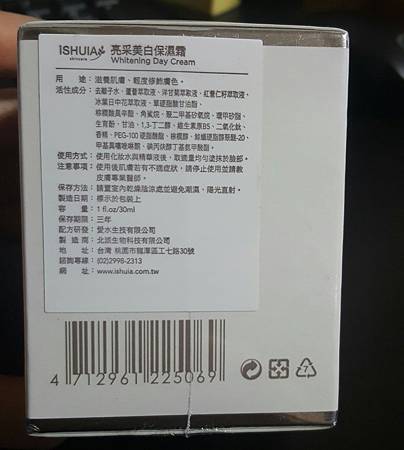 ISHUIA 亮采美白保濕霜
skincare Whitening Day Cream
用途：滋養肌膚、輕度修飾膚色。
活性成分：去離子水、蘆薈萃取液、洋甘菊萃取液、紅薏仁籽萃取液、
冰葉日中花萃取液、單硬脂酸甘油脂、
棕櫚酸異辛酯、角鯊烷、聚二甲基矽氧烷、環甲矽脂、
生育酚、甘油、1,3-丁二醇、維生素原B5、二氧化鈦、
香精、PEG-100 硬脂酸酯、棕櫚醇、鯨蠟硬脂醇聚醚-20、
甲基異噻唑啉酮、碘丙炔醇丁基氨甲酸酯
使用方式：使用化妝水與精華液後，取適量均勻塗抹於臉部。
注意事項：使用後肌膚若有不適症狀，請停止使用並請教
皮膚專業醫師。
保存方法：請置室內乾燥陰涼處並避免潮濕、陽光直射。
製造日期：標示於包裝上
容量：1 fl.oz/30ml
保存期限：三年
配方研發：愛水生技有限公司
製造商：北派生物科技有限公司
地址：台灣 桃園市龍潭區工七路30號
諮詢專線：(02)2998-2313
網址：www.ishuia.com.tw
4 712961 225069
7